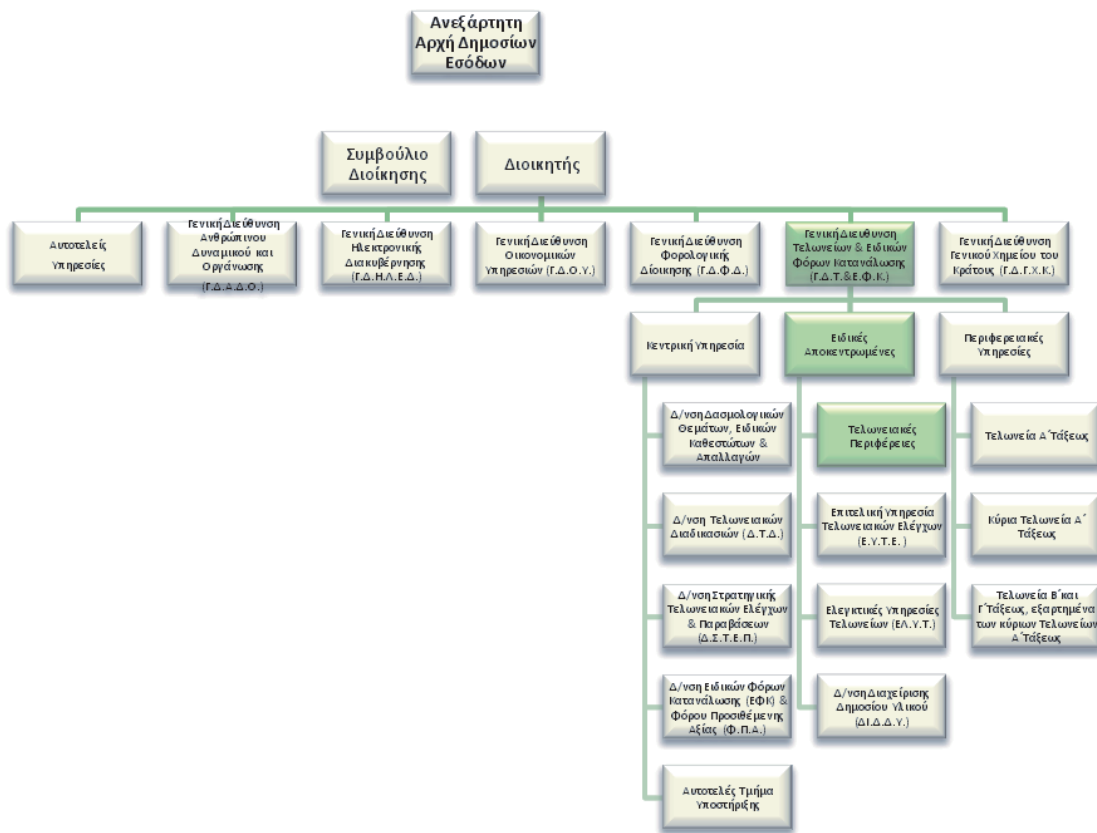 Ανεξάρτητη
Αρχή Δημοσίων
Εσόδων
Συμβούλιο
Διοίκησης
Διοικητής
Αυτοτελείς
Υπηρεσίες
Γενική Διεύθυνση
Ανθρώπινου
Δυναμικού και
Οργάνωσης
(Γ.Δ.Α.Δ.Ο.)
Γενική Διεύθυνση
Ηλεκτρονικής
Διακυβέρνησης
(Γ.Δ.Η.Λ.Ε.Δ.)
Γενική Διεύθυνση
Οικονομικών
Υπηρεσιών (Γ.Δ.Ο.Υ.)
Γενική Διεύθυνση
Φορολογικής
Δίοικησης (Γ.Δ.Φ.Δ.)
Γενική Διευθυνση
Τελωνείων & Ειδικών
Φόρων Κατανάλωσης
(Γ.Δ.Τ.&Ε.Φ.Κ.)
Γενική Διεύθυνση
Γενικού Χημείου του
Κράτους (Γ.Δ.Γ.Χ.Κ.)
Κεντρική Υπηρεσία
Ειδικές
Αποκεντρωμένες
Περιφερειακές
Υπηρεσίες
Δ/νση Δασμολογικών
Θεμάτων, Ειδικών
Καθεστώτων &
Απαλλαγών
Τελωνειακές
Περιφέρειες
Τελωνεία Α΄Τάξεως
Δ/νση Τελωνειακών
Διαδικασιών (Δ.Τ.Δ.)
Επιτελική Υπηρεσία
Τελωνειακών Ελέγχων
(Ε.Υ.Τ.Ε.)
Κύρια Τελωνεία Α΄
Τάξεως
Δ/νση Στρατηγικής
Τελωνειακών Ελέγχων
& Παραβάσεων
(Δ.Σ.Τ.Ε.Π.)
Ελεγκτικές Υπηρεσίες
Τελωνείων (ΕΛ.Υ.Τ.)
Τελωνεία Β΄και
Γ΄Τάξεως, εξαρτημένα
των κύριων Τελωνείων
Α΄Τάξεως
Δ/νση Ειδικών Φόρων
Κατανάλωσης (ΕΦΚ) &
Φόρου Προσιθέμενης
Αξίας (Φ.Π.Α.)
Δ/νση Διαχείρισης
Δημοσίου Υλικού
(ΔΙ.Δ.Δ.Υ.)
Αυτοτελές Τμήμα
Υποστήριξης